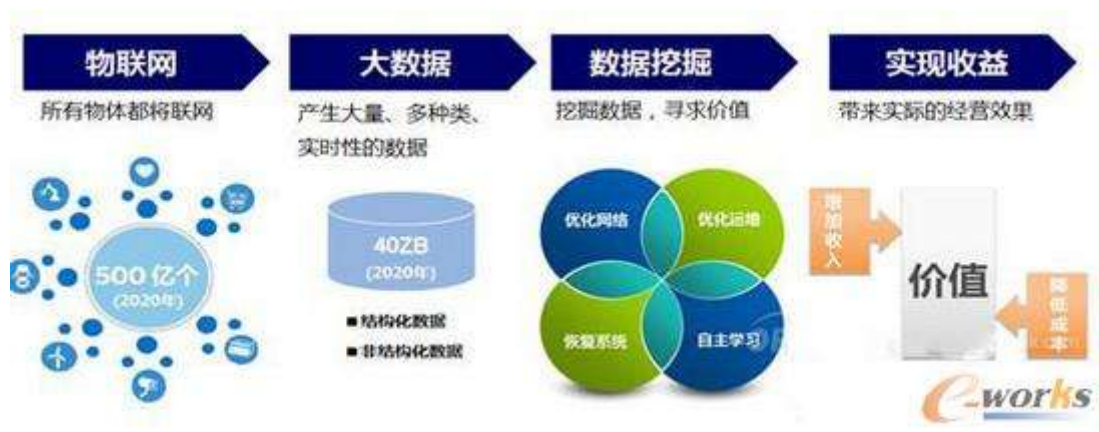 物联网
所有物体都将联网
500 亿个
(2020年)
大数据
产生大量、多种类、
实时性的数据
40ZB
(2020年)
■结构化数据
■非结构化数据
数据挖掘
挖掘数据，寻求价值
优化网络
优化运维
恢复系统
自主学习
实现收益
带来实际的经营效果
增加收入
价值
降低成本
e-works